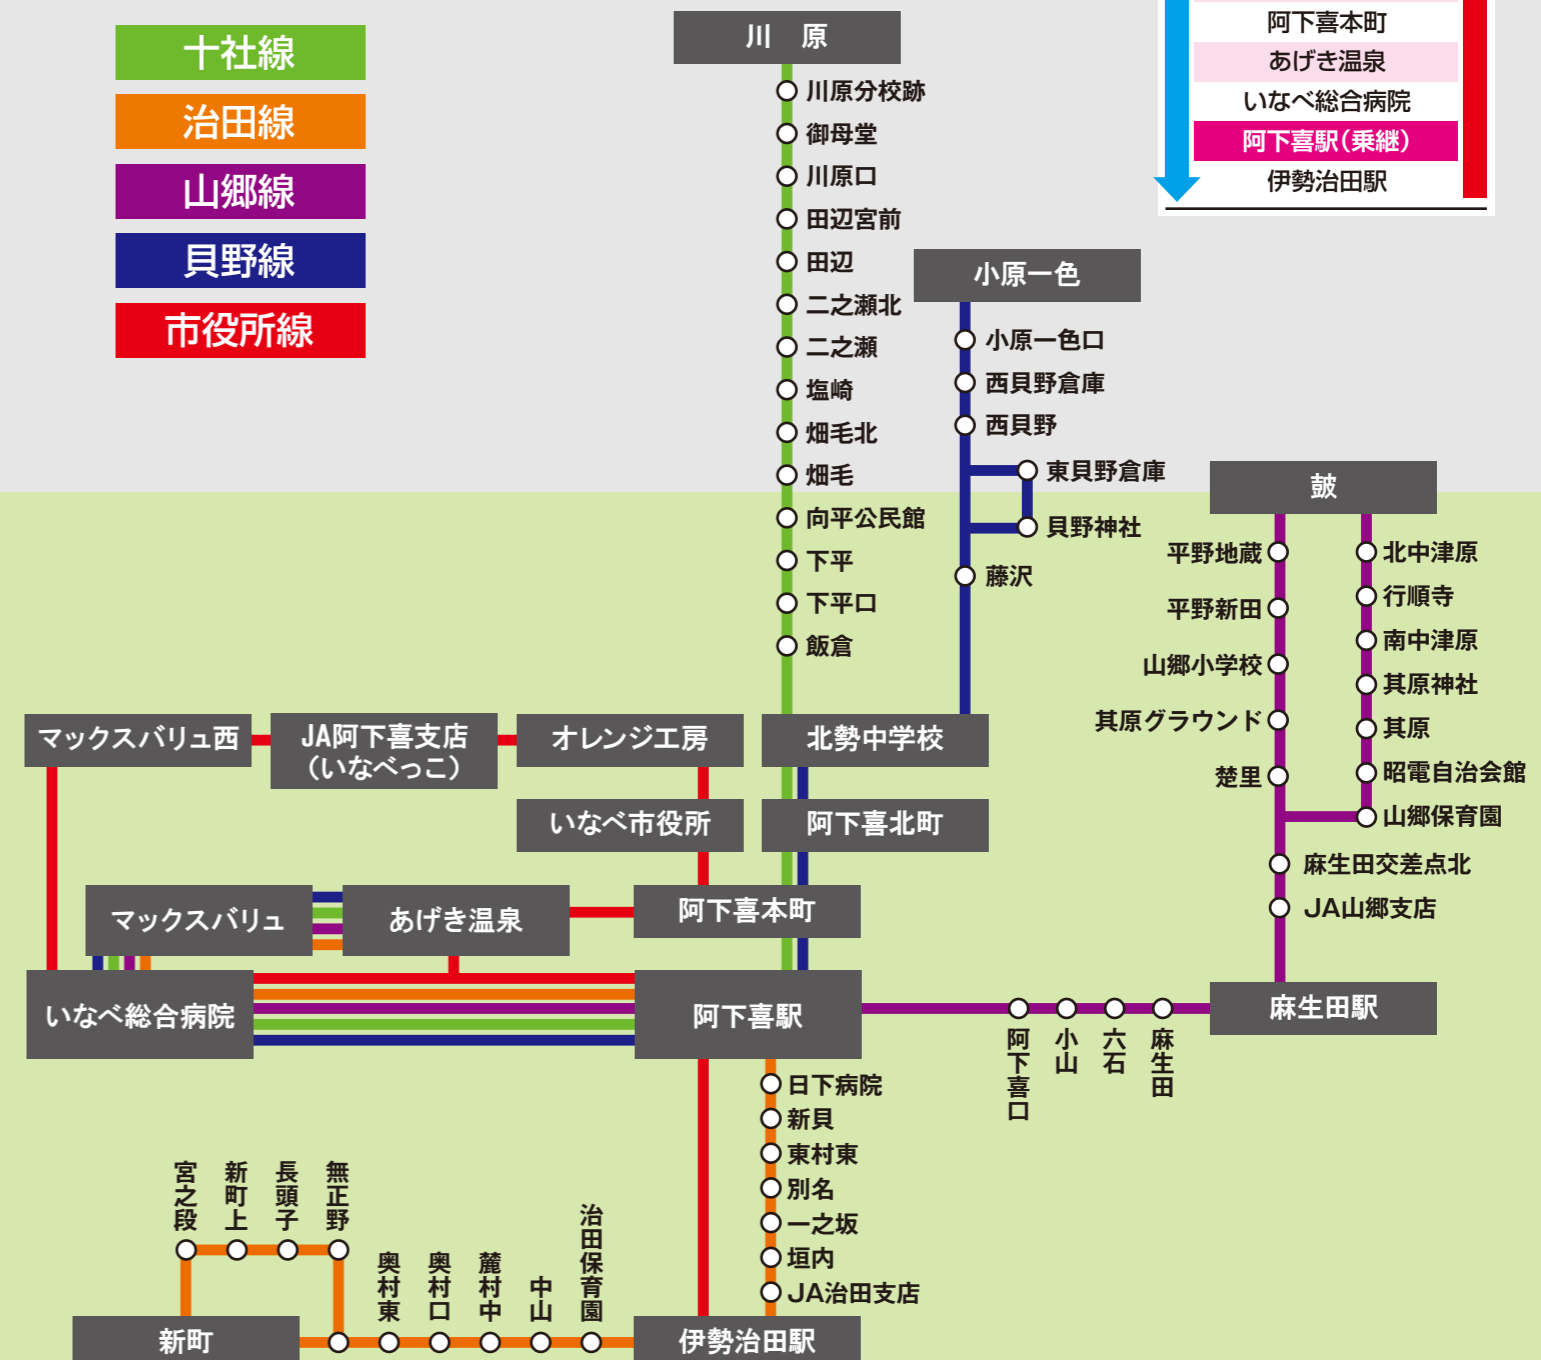 十社線
治田線
山郷線
貝野線
市役所線
阿下喜本町
あげき温泉
いなべ総合病院
阿下喜駅(乗継)
伊勢治田駅
川　原
川原分校跡
御母堂
川原口
田辺宮前
田辺
二之瀬北
二之瀬
塩崎
畑毛北
畑毛
向平公民館
下平
下平口
飯倉
小原一色
小原一色口
西貝野倉庫
西貝野
東貝野倉庫
貝野神社
藤沢
鼓
平野地蔵
平野新田
山郷小学校
其原グラウンド
楚里
北中津原
行順寺
南中津原
其原神社
其原
昭電自治会館
山郷保育園
麻生田交差点北
JA山郷支店
マックスバリュ西
JA阿下喜支店
(いなべっこ)
オレンジ工房
北勢中学校
いなべ市役所
阿下喜北町
マックスバリュ
あげき温泉
阿下喜本町
いなべ総合病院
阿下喜駅
麻生田駅
阿下喜口
小山
六石
麻生田
日下病院
新貝
東村東
別名
一之坂
垣内
JA治田支店
宮之段
新町上
長頭子
無正野
奥村東
奥村口
麓村中
中山
治田保育園
新町
伊勢治田駅